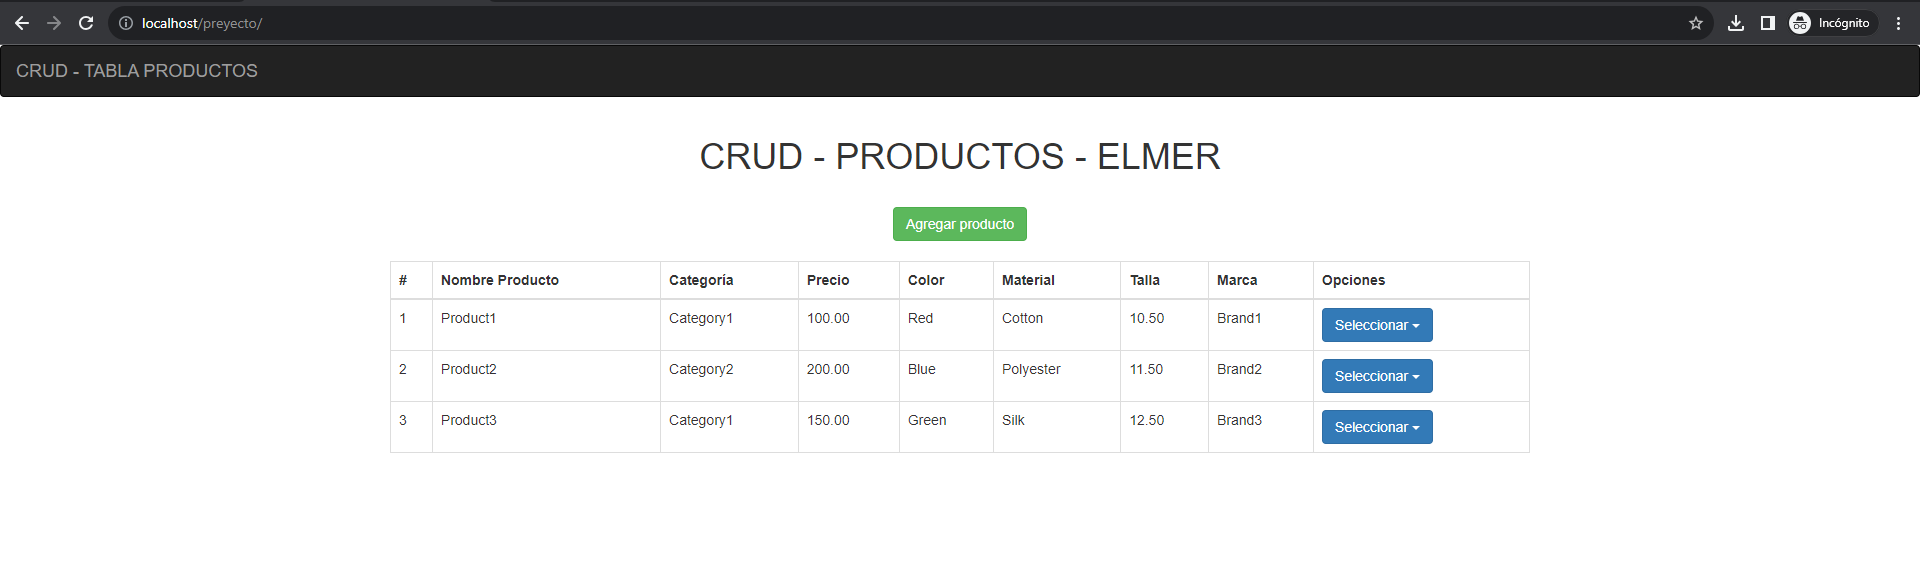 localhost/preyecto/
Incógnito
CRUD - TABLA PRODUCTOS
CRUD - PRODUCTOS - ELMER
Agregar producto
# Nombre Producto Categoría Precio Color Material Talla Marca Opciones
1 Product1 Category1 100.00 Red Cotton 10.50 Brand1 Seleccionar
2 Product2 Category2 200.00 Blue Polyester 11.50 Brand2 Seleccionar
3 Product3 Category1 150.00 Green Silk 12.50 Brand3 Seleccionar